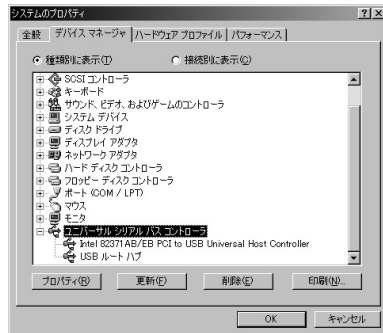 システムのプロパティ
全般 デバイス マネージャ ハードウェア プロファイル パフォーマンス
種類別に表示(T) 接続別に表示(C)
SCSI コントローラ
キーボード
サウンド、ビデオ、およびゲームのコントローラ
システム デバイス
ディスク ドライブ
ディスプレイ アダプタ
ネットワーク アダプタ
ハード ディスク コントローラ
フロッピー ディスク コントローラ
ポート (COM / LPT)
マウス
モニタ
ユニバーサル シリアル バス コントローラ
Intel 82371AB/EB PCI to USB Universal Host Controller
USB ルート ハブ
プロパティ(R) 更新(F) 削除(E) 印刷(N)...
OK キャンセル